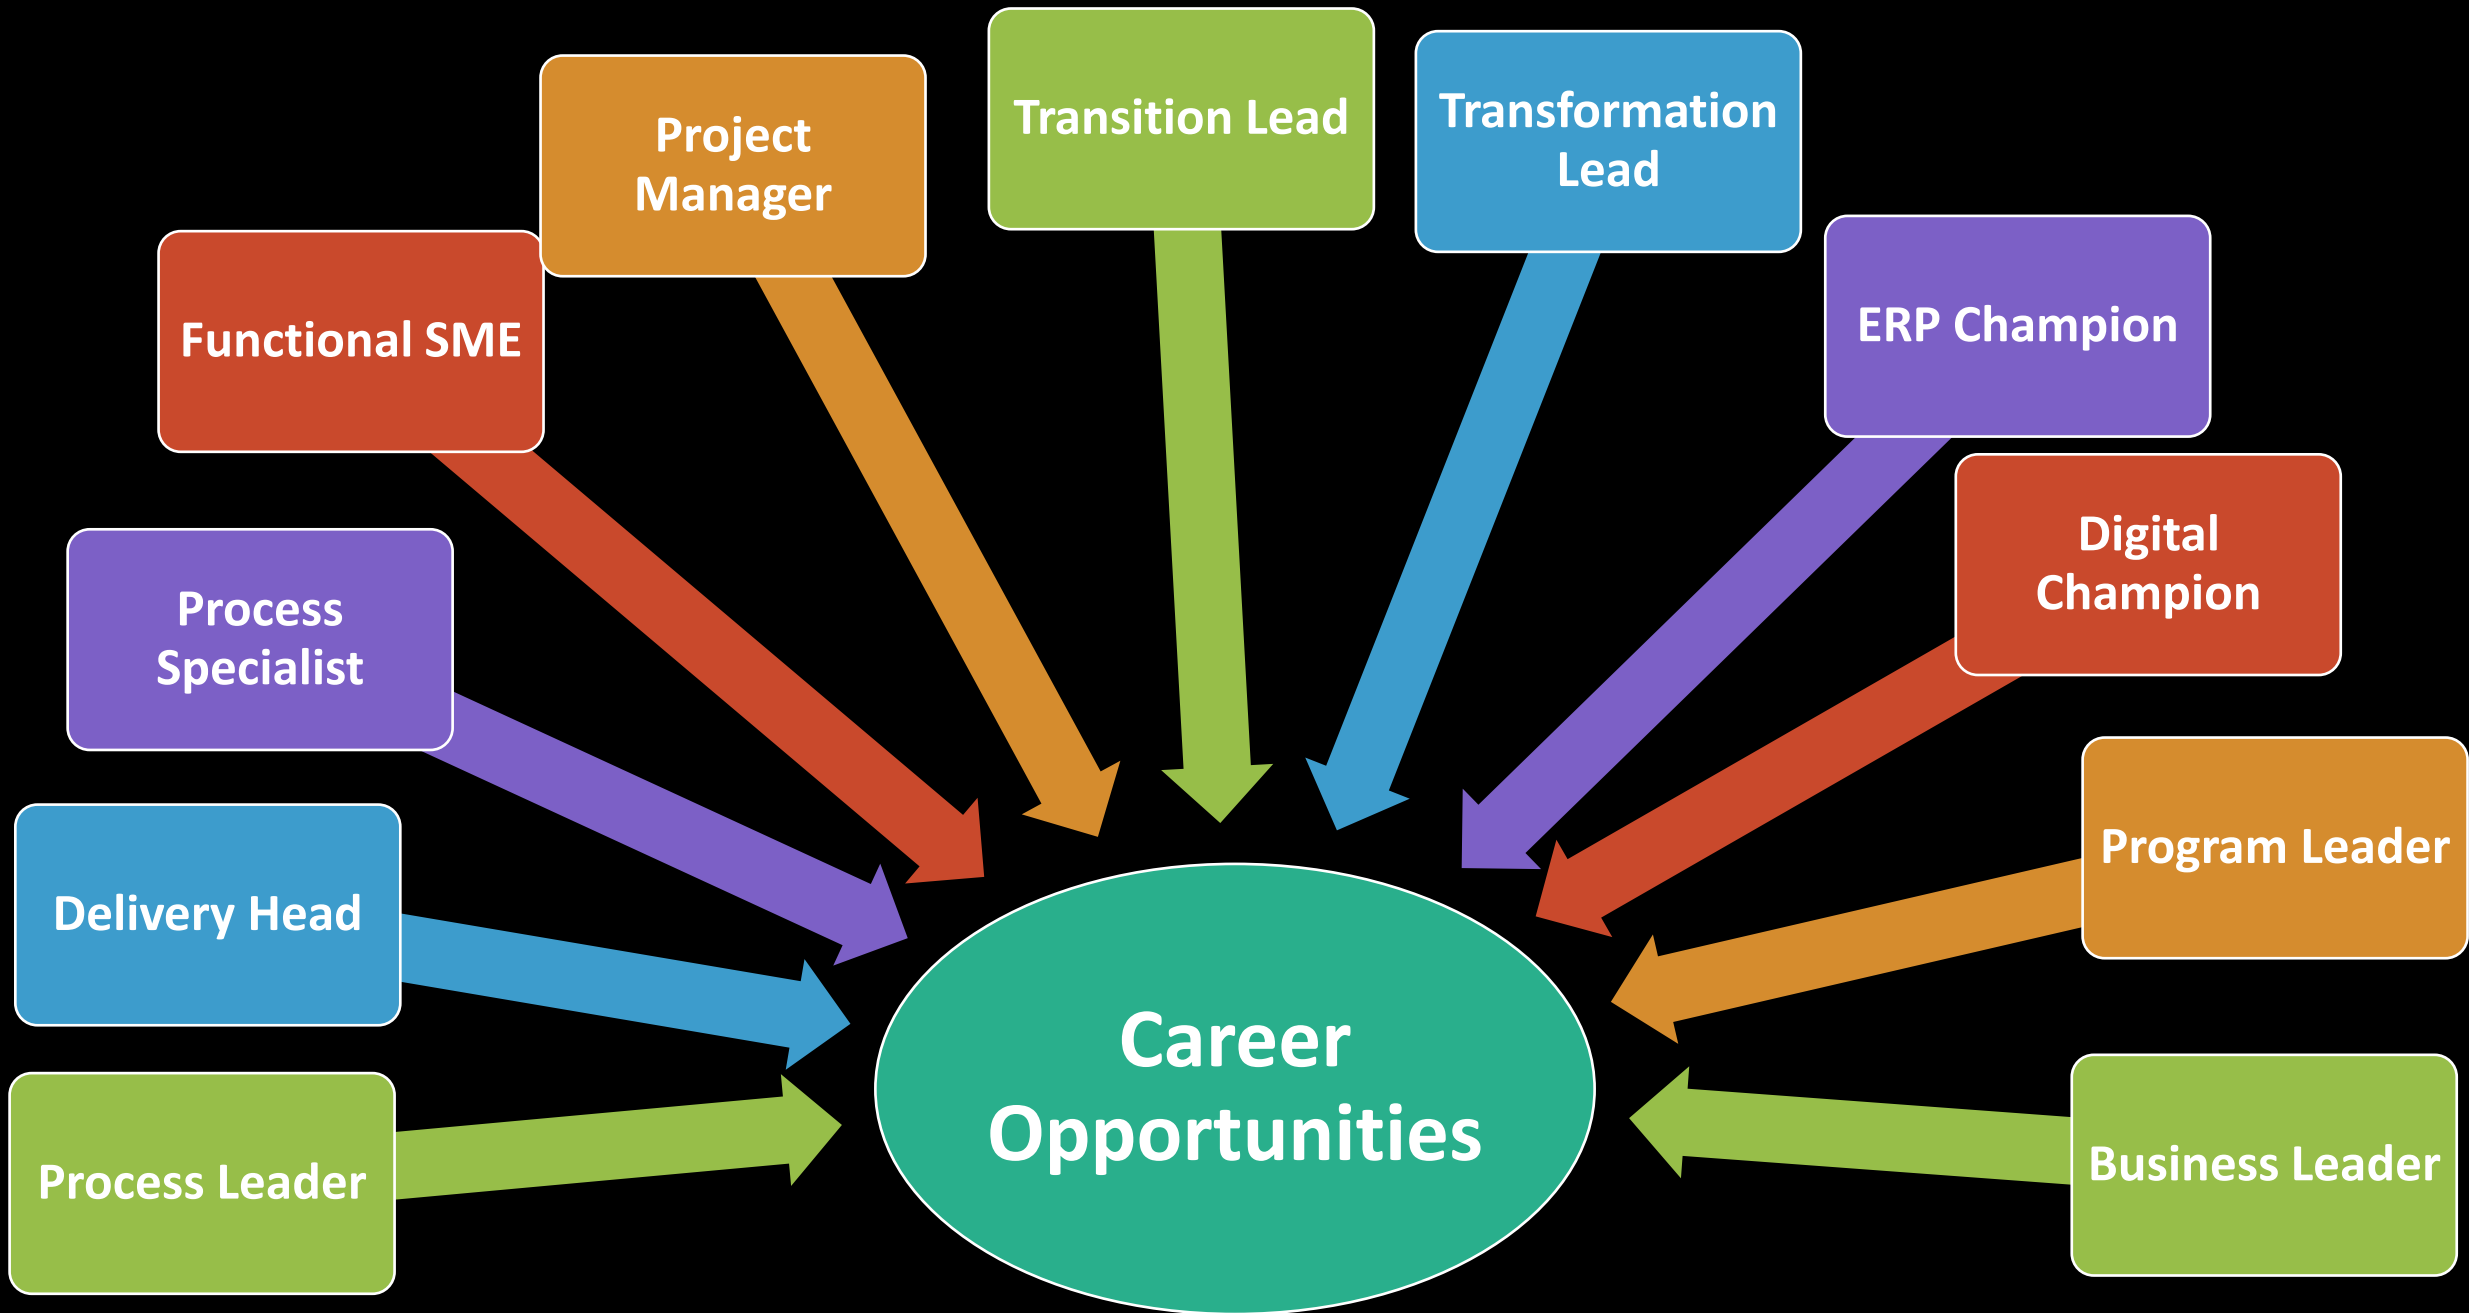 Transition Lead
Transformation
Lead
Project
Manager
Functional SME
ERP Champion
Digital
Champion
Process
Specialist
Program Leader
Delivery Head
Career
Opportunities
Process Leader
Business Leader